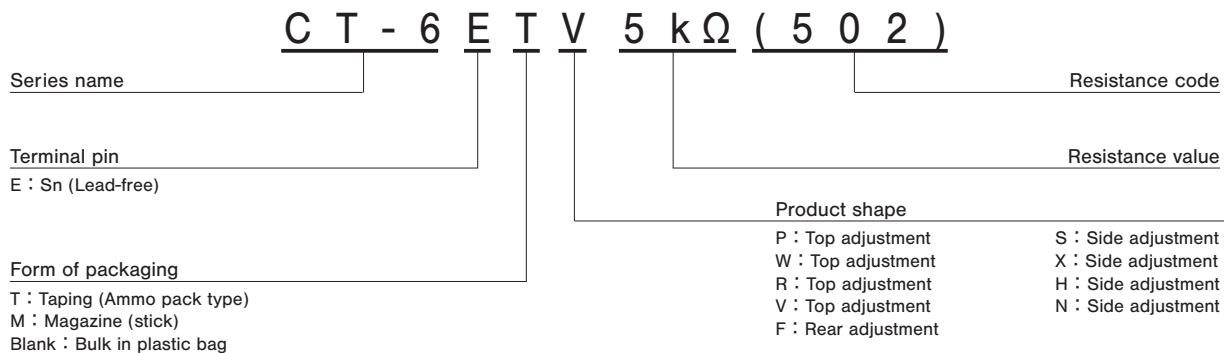 CT-6ETV 5kΩ(502)
Series name
Resistance code
Terminal pin
Resistance value
E：Sn (Lead-free)
Product shape
P：Top adjustment
S：Side adjustment
W：Top adjustment
X：Side adjustment
R：Top adjustment
H：Side adjustment
V：Top adjustment
N：Side adjustment
F：Rear adjustment
Form of packaging
T：Taping (Ammo pack type)
M：Magazine (stick)
Blank：Bulk in plastic bag